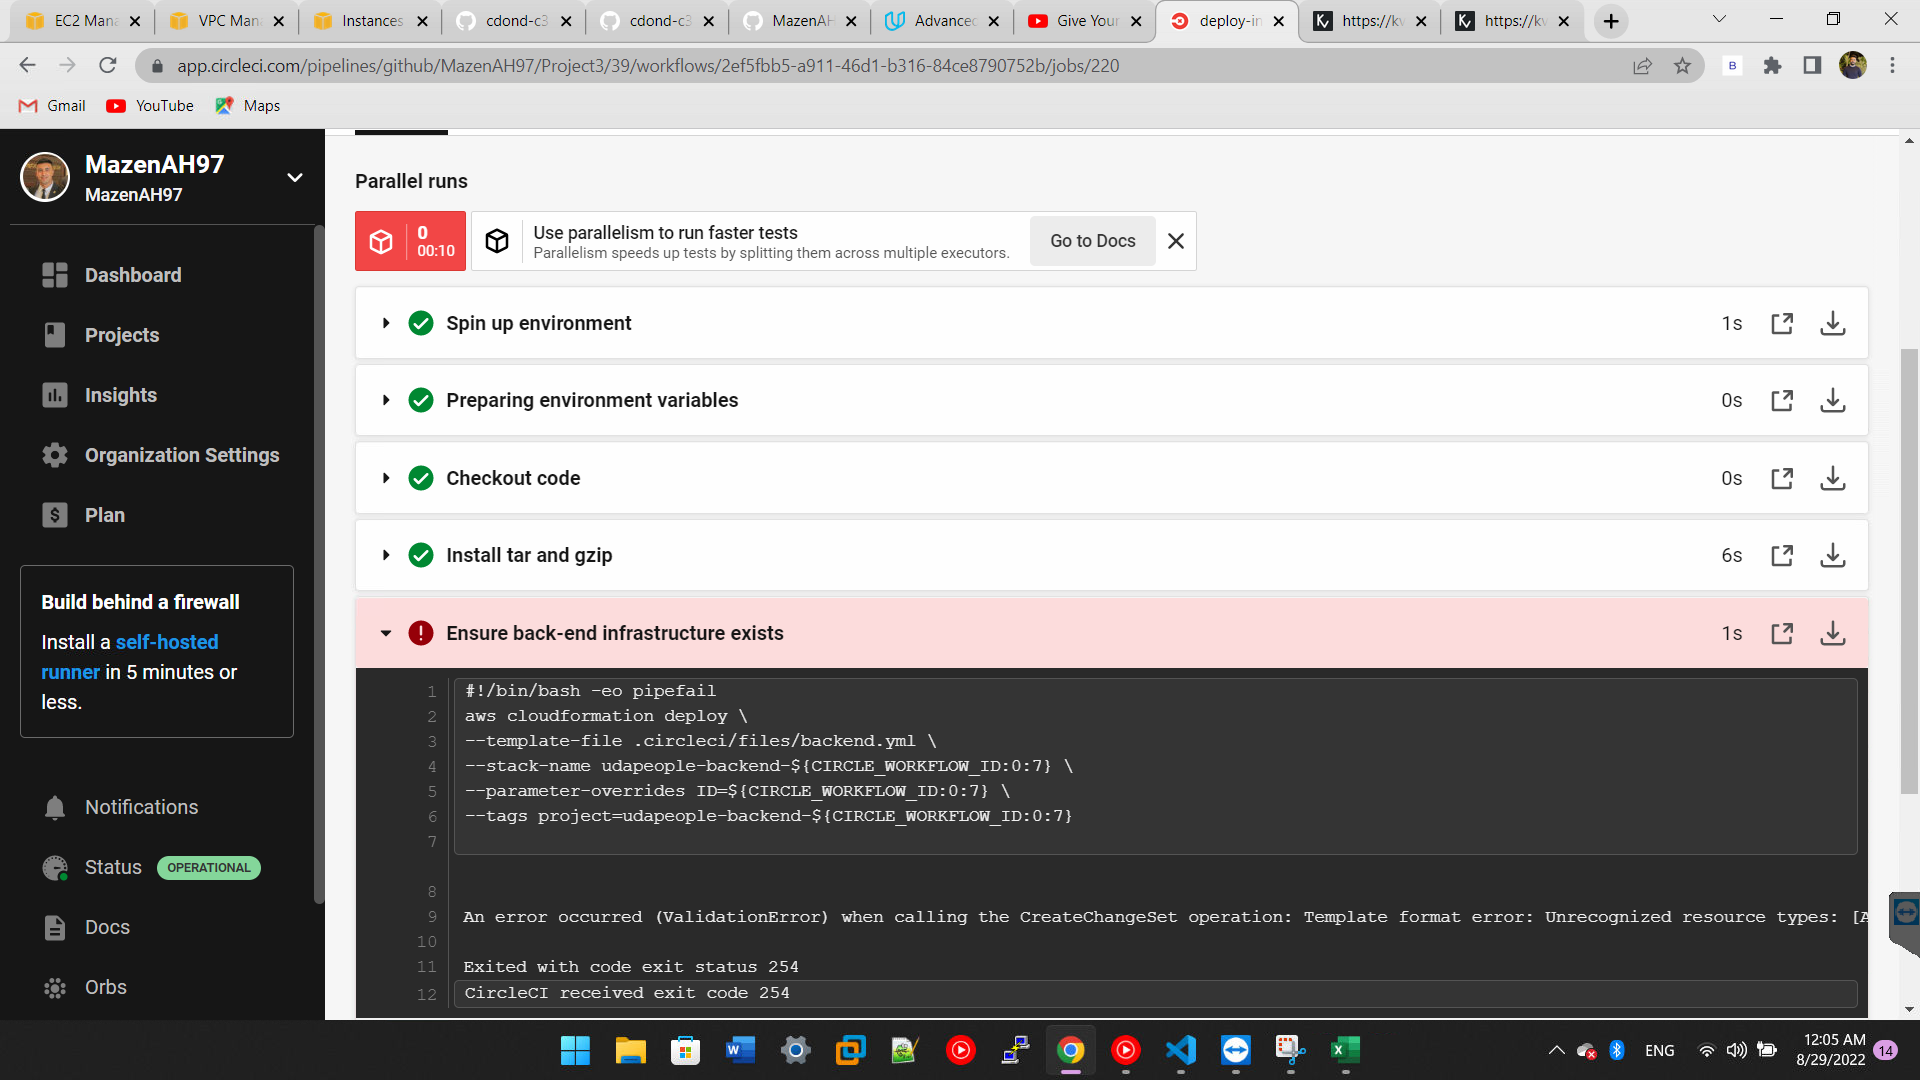 EC2 Mana
VPC Mana
Instances
cdond-c3
cdond-c3
MazenAH
Advanced
Give Your
deploy-in
https://kv
https://kv
app.circleci.com/pipelines/github/MazenAH97/Project3/39/workflows/2ef5fbb5-a911-46d1-b316-84ce8790752b/jobs/220
B
Gmail
YouTube
Maps
MazenAH97
MazenAH97
Dashboard
Projects
Insights
Organization Settings
Plan
Build behind a firewall
Install a self-hosted
runner in 5 minutes or
less.
Notifications
Status OPERATIONAL
Docs
Orbs
Parallel runs
0
00:10
Use parallelism to run faster tests
Parallelism speeds up tests by splitting them across multiple executors.
Go to Docs
Spin up environment 1s
Preparing environment variables 0s
Checkout code 0s
Install tar and gzip 6s
Ensure back-end infrastructure exists 1s
1 #!/bin/bash -eo pipefail
2 aws cloudformation deploy \
3 --template-file .circleci/files/backend.yml \
4 --stack-name udapeople-backend-${CIRCLE_WORKFLOW_ID:0:7} \
5 --parameter-overrides ID=${CIRCLE_WORKFLOW_ID:0:7} \
6 --tags project=udapeople-backend-${CIRCLE_WORKFLOW_ID:0:7}
7
8
9 An error occurred (ValidationError) when calling the CreateChangeSet operation: Template format error: Unrecognized resource types: [A
10
11 Exited with code exit status 254
12 CircleCI received exit code 254
ENG
12:05 AM
8/29/2022
14